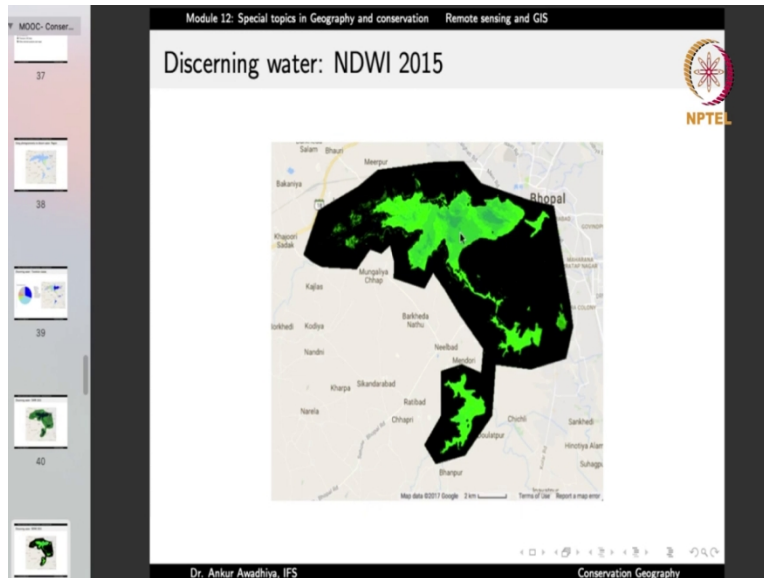 Module 12: Special topics in Geography and conservation Remote sensing and GIS
MOOC- Conser...
Discerning water: NDWI 2015
NPTEL
37
38
39
40
Salam Bhauri
Meerpur
Bakaniya
Bhopal
Khajoori
Sadak
Mungaliya
Chhap
Kajlas
Barkheda
Nathu
Kodiya
Neelbad
Nandni
Mendori
Kharpa Sikandarabad
Ratibad
Narela
Chhapri
Chichli
Sankhedi
Hinotiya Alam
Bhanpur
Map data ©2017 Google 2 km Terms of Use Report a map error
Dr. Ankur Awadhiya, IFS Conservation Geography